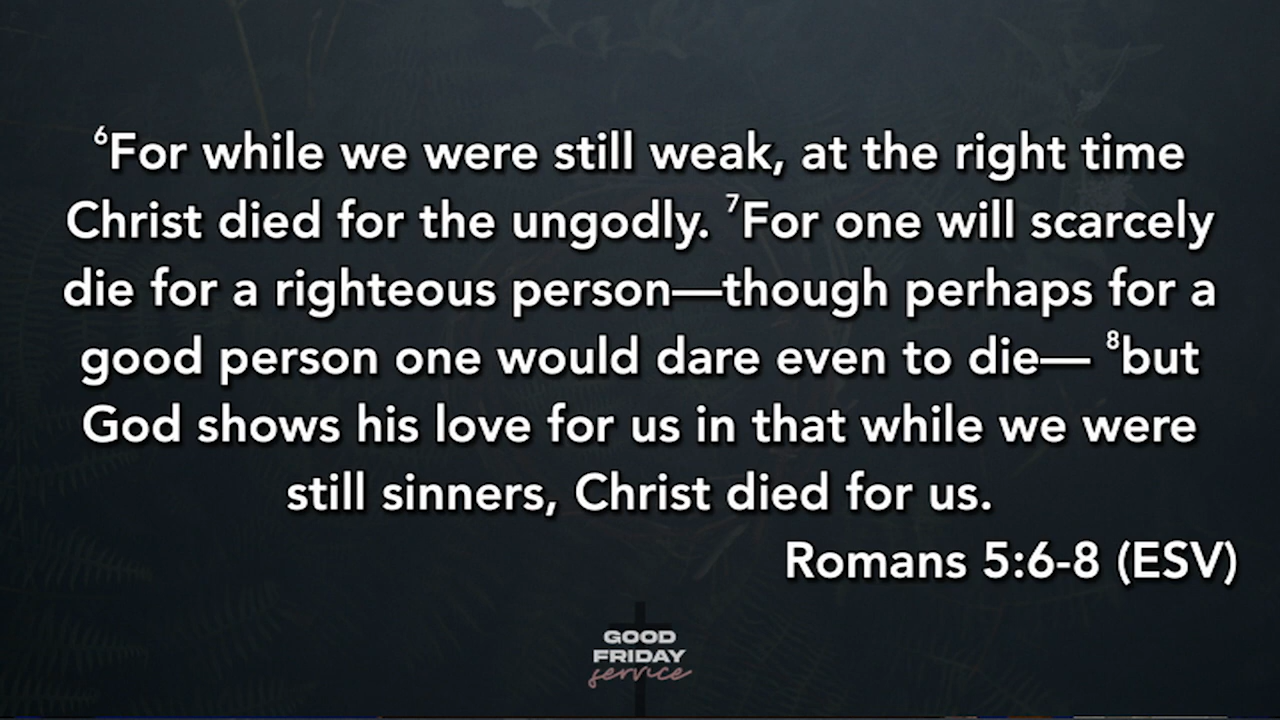 ⁶For while we were still weak, at the right time
Christ died for the ungodly. ⁷For one will scarcely
die for a righteous person—though perhaps for a
good person one would dare even to die— ⁸but
God shows his love for us in that while we were
still sinners, Christ died for us.
Romans 5:6-8 (ESV)
GOOD
FRIDAY
service